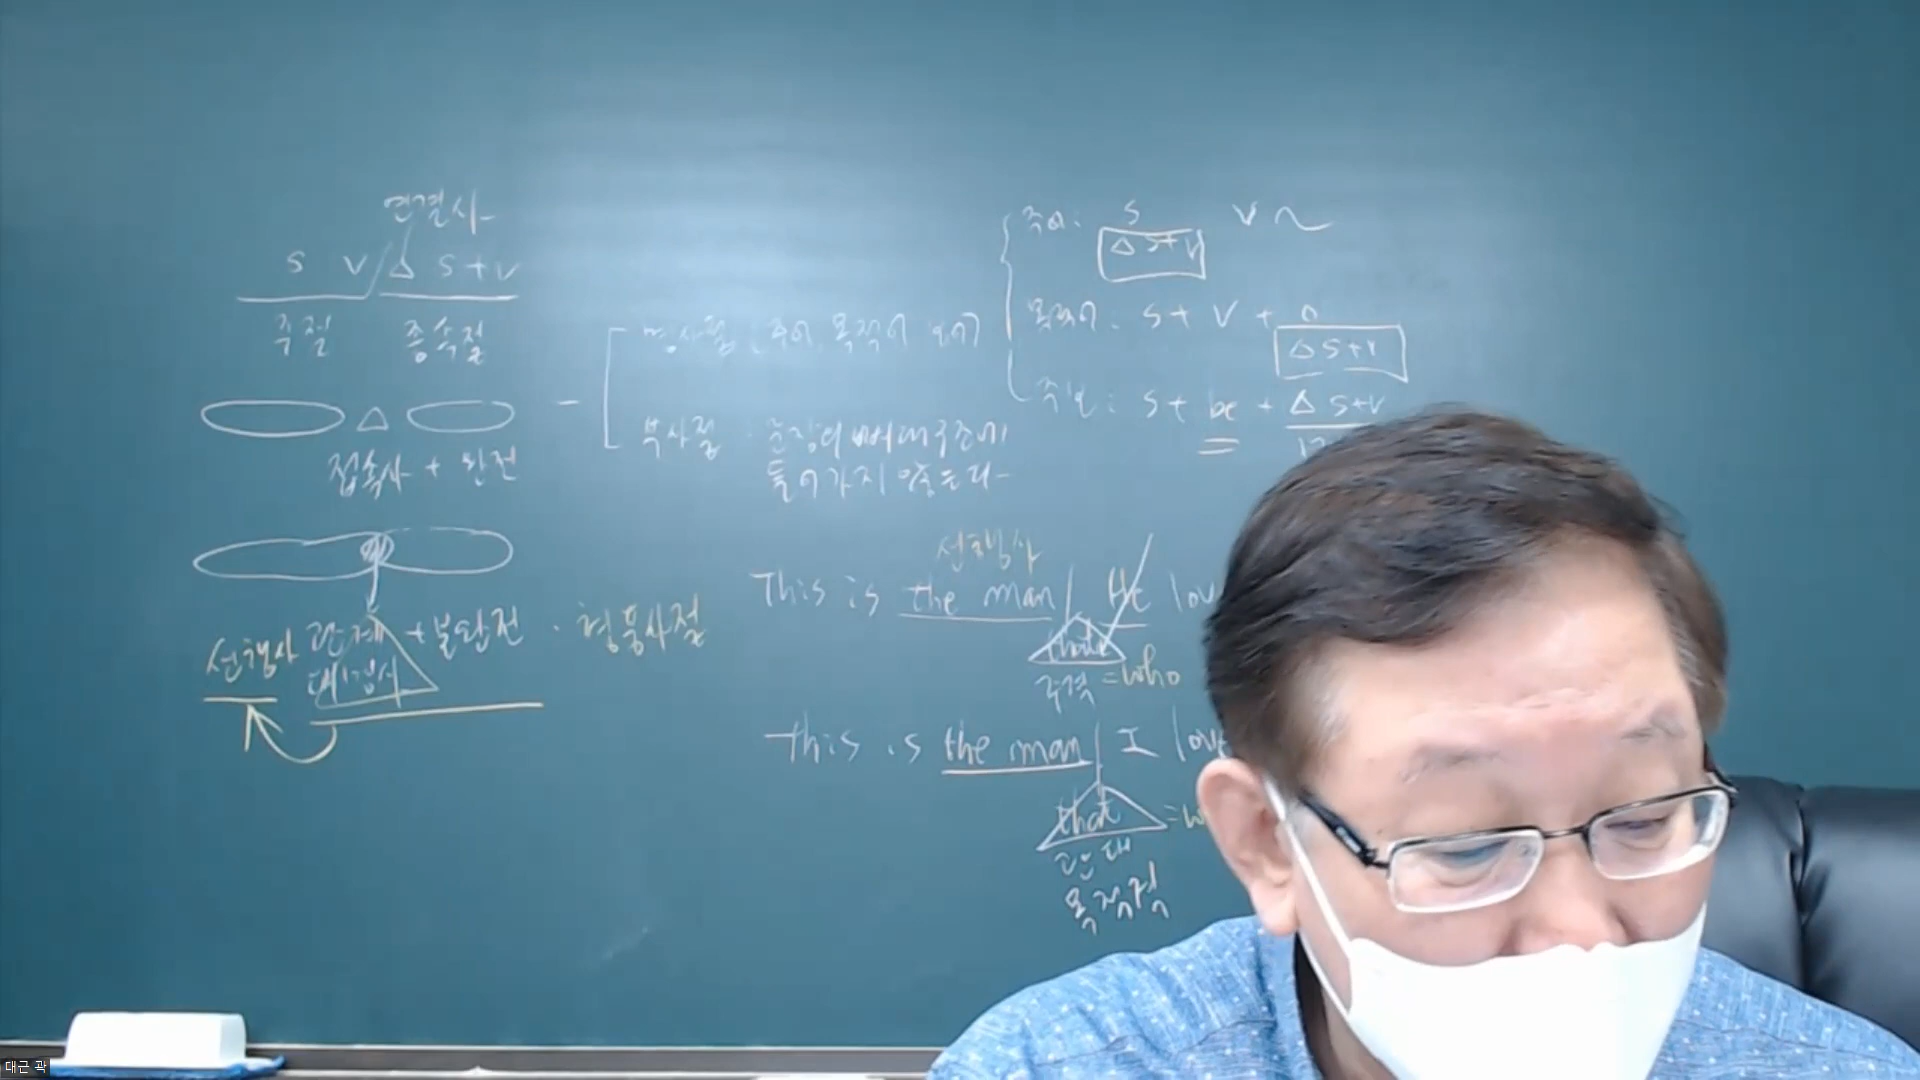 연결사
S V / △ S + V
주절 종속절
접속사 + 완전
선행사 관계대명사 + 불완전 · 형용사절
명사절 (주어, 목적어, 보어)
부사절 · 문장의 뼈대구조에
들어가지 않는다
주어: S V ~
△ S+V
목적어: S + V + O
△ S+V
주보: S + be + △ S+V
선행사
This is the man He
that
주격 = who
This is the man I
that
관대
목적격
대근 곽